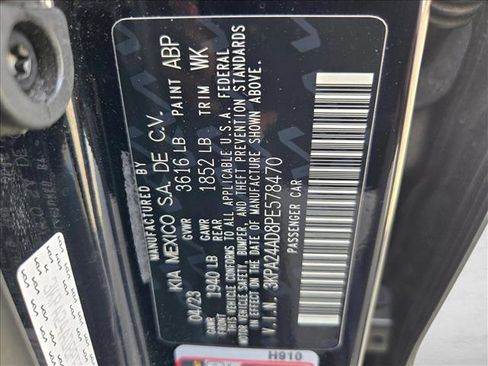 MANUFACTURED BY
KIA MEXICO S.A. DE C.V.
04/23 GVWR 3616 LB PAINT ABP
GAWR FRONT 1940 LB GAWR REAR 1852 LB TRIM WK
THIS VEHICLE CONFORMS TO ALL APPLICABLE U.S.A. FEDERAL
MOTOR VEHICLE SAFETY, BUMPER, AND THEFT PREVENTION STANDARDS
IN EFFECT ON THE DATE OF MANUFACTURE SHOWN ABOVE.
V.I.N. 3KPA24AD8PE578470
PASSENGER CAR
H910